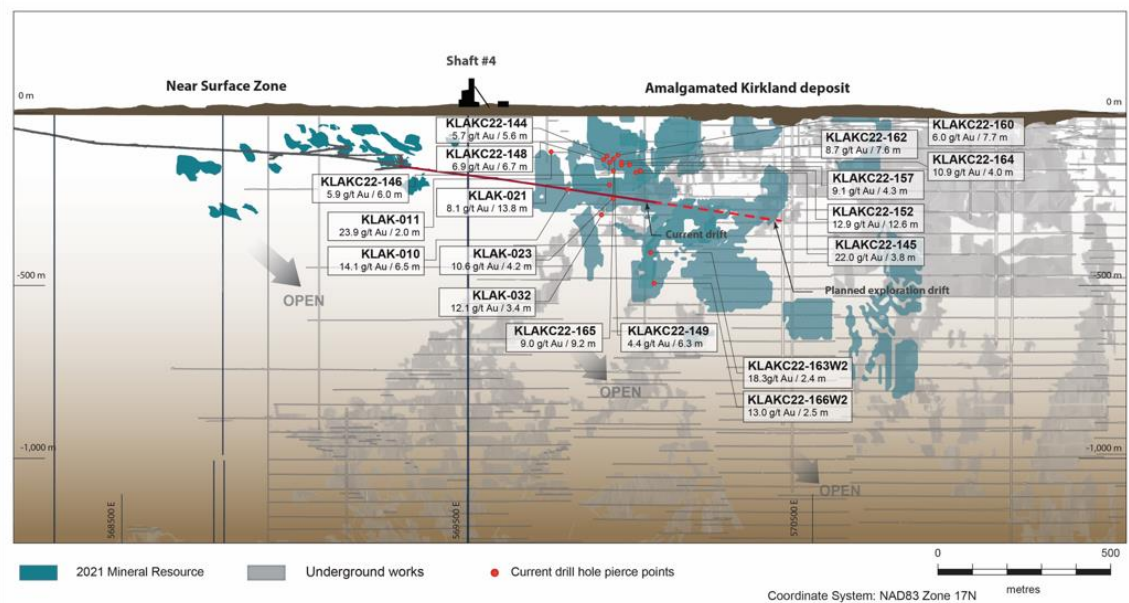 Shaft #4
Near Surface Zone
Amalgamated Kirkland deposit
0 m
0 m
KLAKC22-144
5.7 g/t Au / 5.6 m
KLAKC22-160
6.0 g/t Au / 7.7 m
KLAKC22-162
8.7 g/t Au / 7.6 m
KLAKC22-148
6.9 g/t Au / 6.7 m
KLAKC22-164
10.9 g/t Au / 4.0 m
KLAKC22-146
5.9 g/t Au / 6.0 m
KLAK-021
8.1 g/t Au / 13.8 m
KLAKC22-157
9.1 g/t Au / 4.3 m
KLAK-011
23.9 g/t Au / 2.0 m
KLAKC22-152
12.9 g/t Au / 12.6 m
Current drift
KLAK-010
14.1 g/t Au / 6.5 m
KLAK-023
10.6 g/t Au / 4.2 m
KLAKC22-145
22.0 g/t Au / 3.8 m
-500 m
-500 m
Planned exploration drift
OPEN
KLAK-032
12.1 g/t Au / 3.4 m
KLAKC22-165
9.0 g/t Au / 9.2 m
KLAKC22-149
4.4 g/t Au / 6.3 m
KLAKC22-163W2
18.3g/t Au / 2.4 m
OPEN
KLAKC22-166W2
13.0 g/t Au / 2.5 m
-1,000 m
-1,000 m
OPEN
568500 E
569500 E
570500 E
2021 Mineral Resource
Underground works
Current drill hole pierce points
0
500
metres
Coordinate System: NAD83 Zone 17N